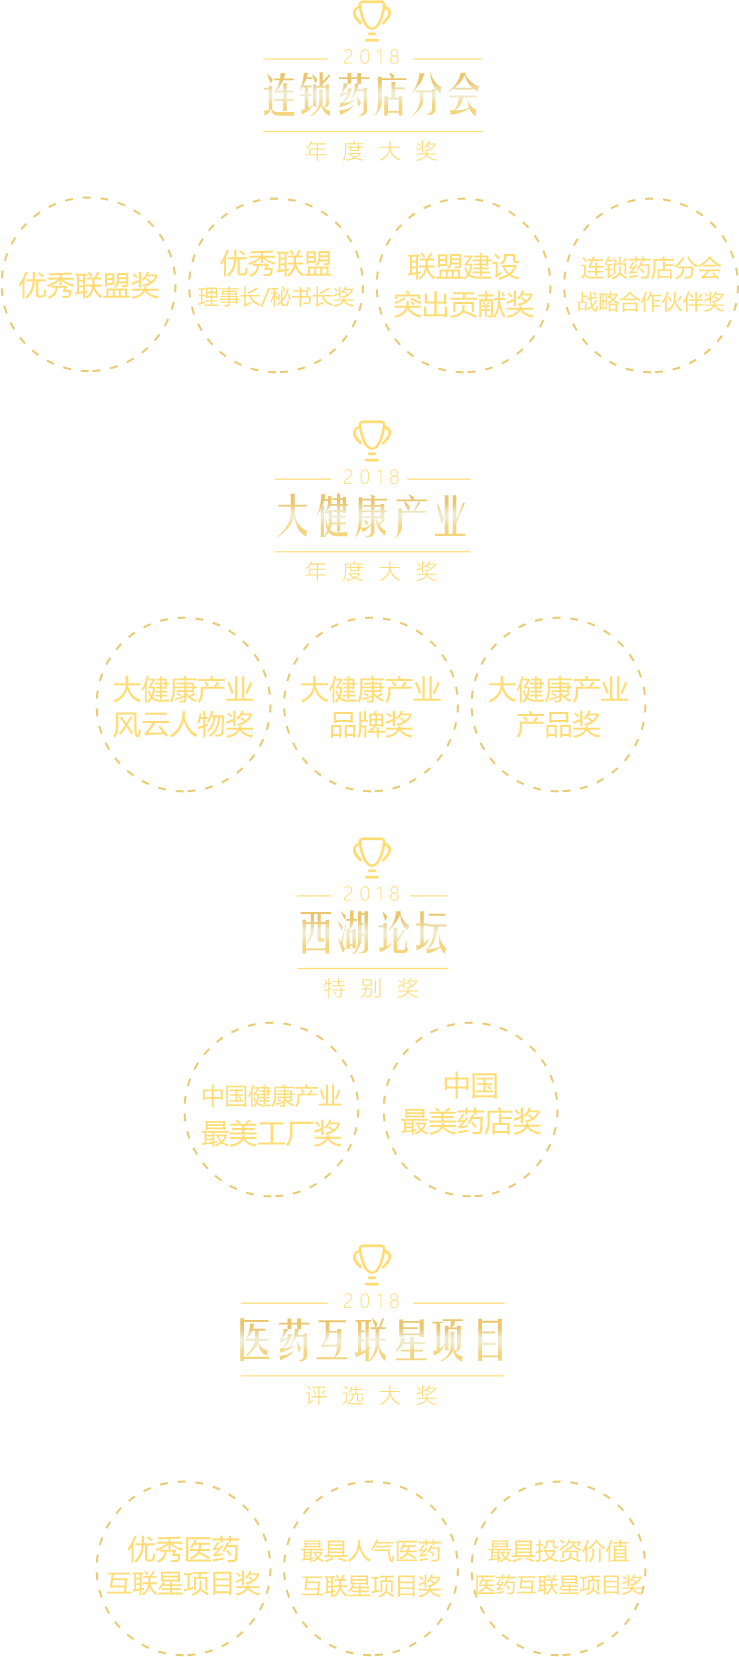 2018
连锁药店分会
年度大奖
优秀联盟奖
优秀联盟
理事长/秘书长奖
联盟建设
突出贡献奖
连锁药店分会
战略合作伙伴奖
2018
大健康产业
年度大奖
大健康产业
风云人物奖
大健康产业
品牌奖
大健康产业
产品奖
2018
西湖论坛
特别奖
中国健康产业
最美工厂奖
中国
最美药店奖
2018
医药互联星项目
评选大奖
优秀医药
互联星项目奖
最具人气医药
互联星项目奖
最具投资价值
医药互联星项目奖